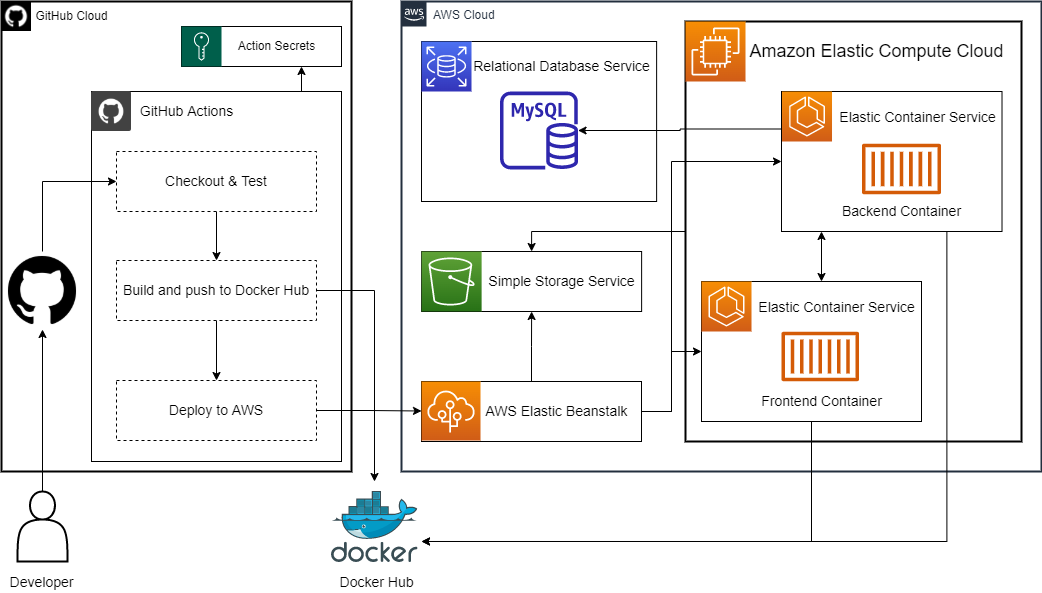 GitHub Cloud
Action Secrets
GitHub Actions
Checkout & Test
Build and push to Docker Hub
Deploy to AWS
Developer
docker
Docker Hub
aws
AWS Cloud
Relational Database Service
MySQL
Simple Storage Service
AWS Elastic Beanstalk
Amazon Elastic Compute Cloud
Elastic Container Service
Backend Container
Elastic Container Service
Frontend Container